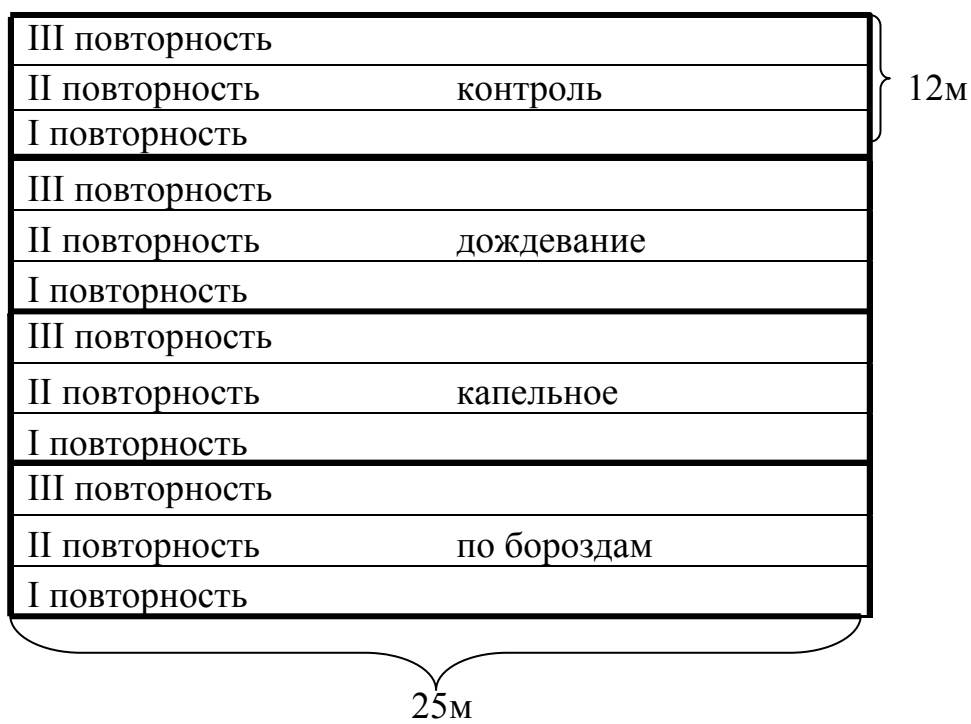 III повторность
II повторность контроль 12м
I повторность
III повторность
II повторность дождевание
I повторность
III повторность
II повторность капельное
I повторность
III повторность
II повторность по бороздам
I повторность
25м